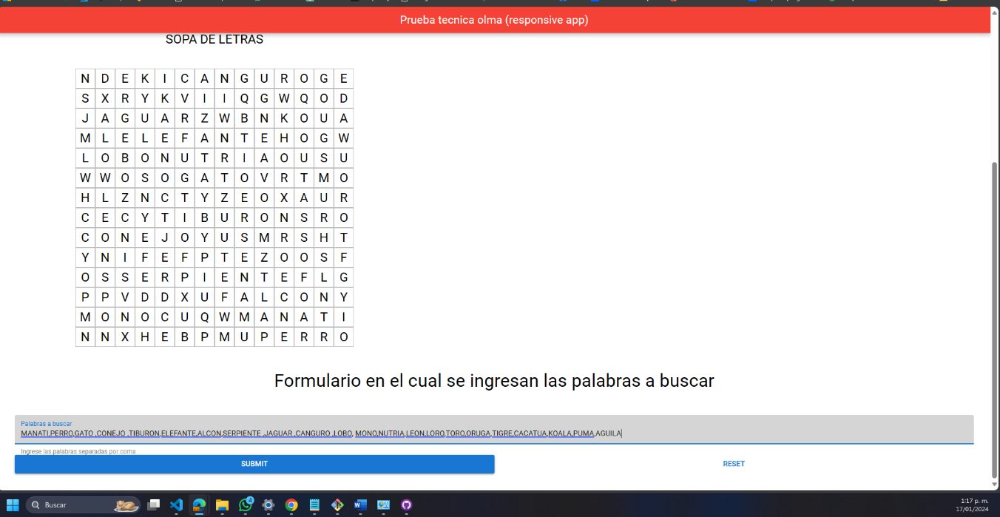 Prueba tecnica olma (responsive app)
SOPA DE LETRAS
N D E K I C A N G U R O G E
S X R Y K V I I Q G W Q O D
J A G U A R Z W B N K O U A
M L E L E F A N T E H O G W
L O B O N U T R I A O U S U
W W O S O G A T O V R T M O
H L Z N C T Y Z E O X A U R
C E C Y T I B U R O N S R O
C O N E J O Y U S M R S H T
Y N I F E F P T E Z O O S F
O S S E R P I E N T E F L G
P P V D D X U F A L C O N Y
M O N O C U Q W M A N A T I
N N X H E B P M U P E R R O
Formulario en el cual se ingresan las palabras a buscar
Palabras a buscar
MANATI,PERRO,GATO ,CONEJO ,TIBURON,ELEFANTE,ALCON,SERPIENTE ,JAGUAR ,CANGURO ,LOBO, MONO,NUTRIA,LEON,LORO,TORO,ORUGA,TIGRE,CACATUA,KOALA,PUMA,AGUILA
Ingrese las palabras separadas por coma
SUBMIT RESET
Buscar 4 1:17 p. m.
17/01/2024